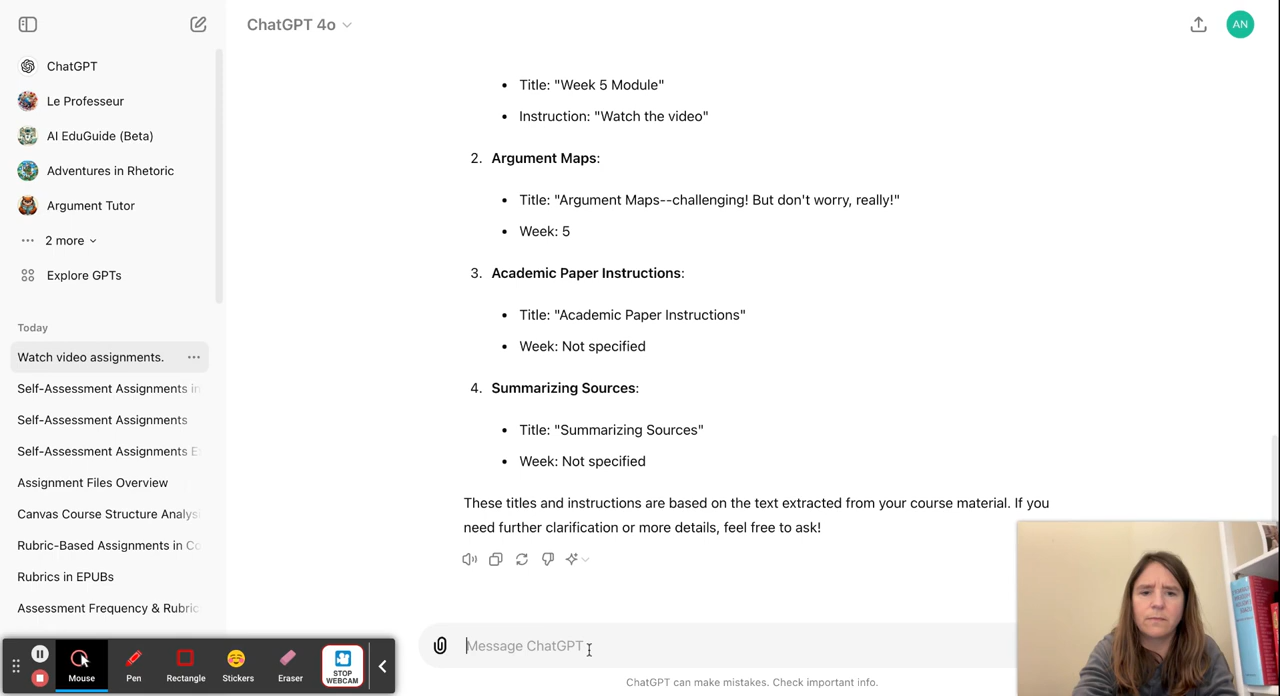 ChatGPT 4o
AN
ChatGPT
Le Professeur
AI EduGuide (Beta)
Adventures in Rhetoric
Argument Tutor
2 more
Explore GPTs
Today
Watch video assignments.
Self-Assessment Assignments in
Self-Assessment Assignments
Self-Assessment Assignments E
Assignment Files Overview
Canvas Course Structure Analys
Rubric-Based Assignments in Co
Rubrics in EPUBs
Assessment Frequency & Rubric
• Title: "Week 5 Module"
• Instruction: "Watch the video"
2. Argument Maps:
• Title: "Argument Maps--challenging! But don't worry, really!"
• Week: 5
3. Academic Paper Instructions:
• Title: "Academic Paper Instructions"
• Week: Not specified
4. Summarizing Sources:
• Title: "Summarizing Sources"
• Week: Not specified
These titles and instructions are based on the text extracted from your course material. If you
need further clarification or more details, feel free to ask!
Message ChatGPT
ChatGPT can make mistakes. Check important info.
Mouse
Pen
Rectangle
Stickers
Eraser
STOP
WEBCAM